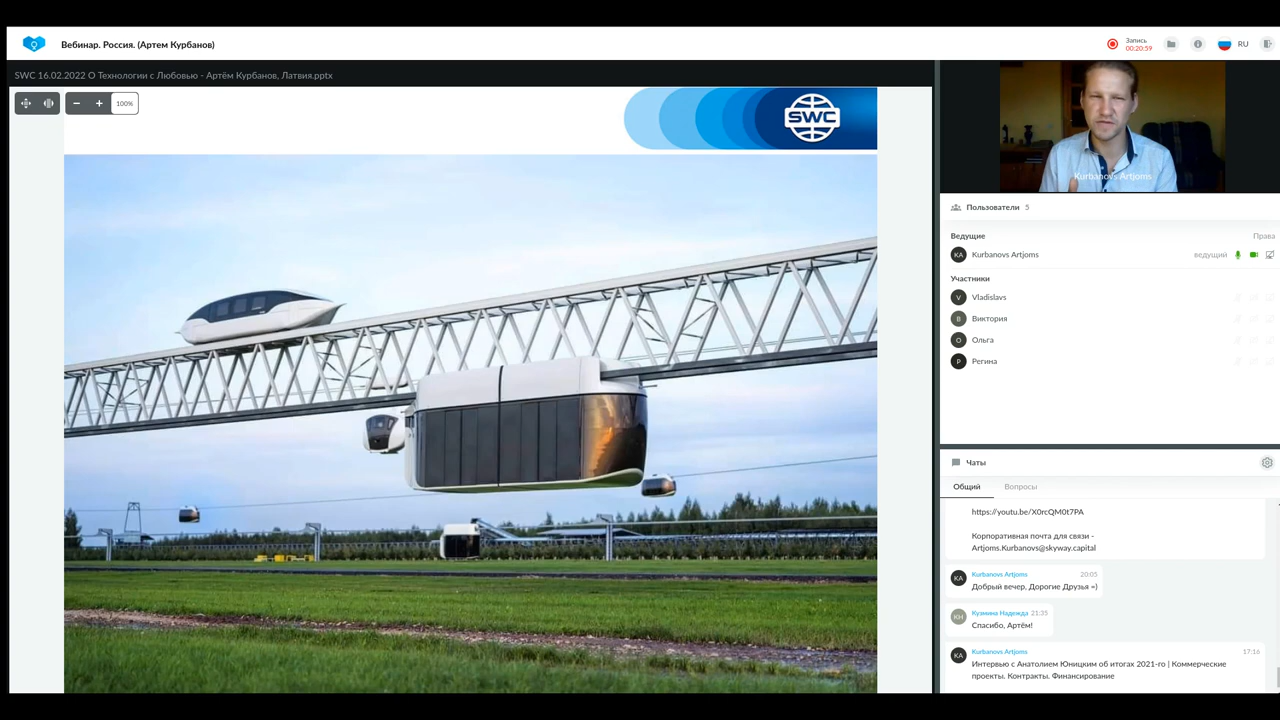 Вебинар. Россия. (Артем Курбанов)
Запись
00:20:59
RU
SWC 16.02.2022 О Технологии с Любовью - Артём Курбанов, Латвия.pptx
100%
SWC
Kurbanovs Artjoms
Пользователи 5
Ведущие Права
KA Kurbanovs Artjoms ведущий
Участники
V Vladislavs
В Виктория
О Ольга
Р Регина
Чаты
Общий Вопросы
https://youtu.be/X0rcQM0t7PA
Корпоративная почта для связи -
Artjoms.Kurbanovs@skyway.capital
KA Kurbanovs Artjoms 20:05
Добрый вечер, Дорогие Друзья =)
КН Кузмина Надежда 21:35
Спасибо, Артём!
KA Kurbanovs Artjoms 17:16
Интервью с Анатолием Юницким об итогах 2021-го | Коммерческие
проекты. Контракты. Финансирование